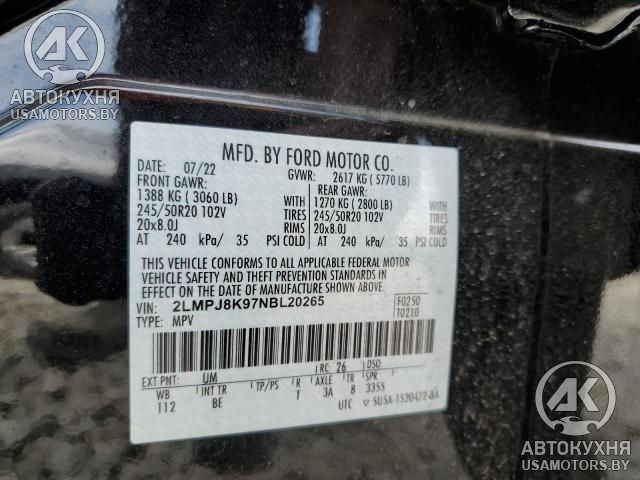 AK
АВТОКУХНЯ
USAMOTORS.BY
MFD. BY FORD MOTOR CO.
DATE: 07/22
GVWR: 2617 KG ( 5770 LB)
FRONT GAWR:
REAR GAWR:
1388 KG ( 3060 LB)
1270 KG ( 2800 LB)
245/50R20 102V TIRES
245/50R20 102V TIRES
20x8.0J RIMS
20x8.0J RIMS
AT 240 kPa/ 35 PSI COLD
AT 240 kPa/ 35 PSI COLD
THIS VEHICLE CONFORMS TO ALL APPLICABLE FEDERAL MOTOR
VEHICLE SAFETY AND THEFT PREVENTION STANDARDS IN
EFFECT ON THE DATE OF MANUFACTURE SHOWN ABOVE.
VIN: 2LMPJ8K97NBL20265
F0250
TYPE: MPV
T0210
EXT PNT: UM RC: 26 DSO:
WB INT TR TP/PS R AXLE TR SPR
112 BE T 3A 8 3355
UTC
5U5A-1520472-BA
AK
АВТОКУХНЯ
USAMOTORS.BY